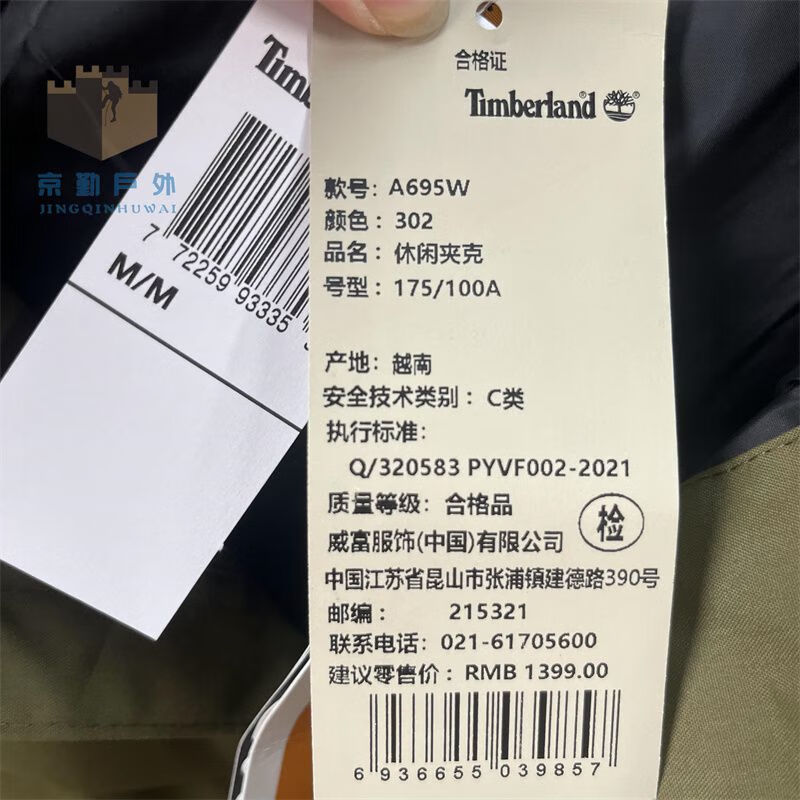 合格证
Timberland
款号: A695W
颜色: 302
品名: 休闲夹克
号型: 175/100A
产地: 越南
安全技术类别: C类
执行标准:
Q/320583 PYVF002-2021
质量等级: 合格品
检
威富服饰(中国)有限公司
中国江苏省昆山市张浦镇建德路390号
邮编: 215321
联系电话: 021-61705600
建议零售价: RMB 1399.00
6 936655 039857
7 72259 93335
M/M
京勤户外
JINGQINHUWAI